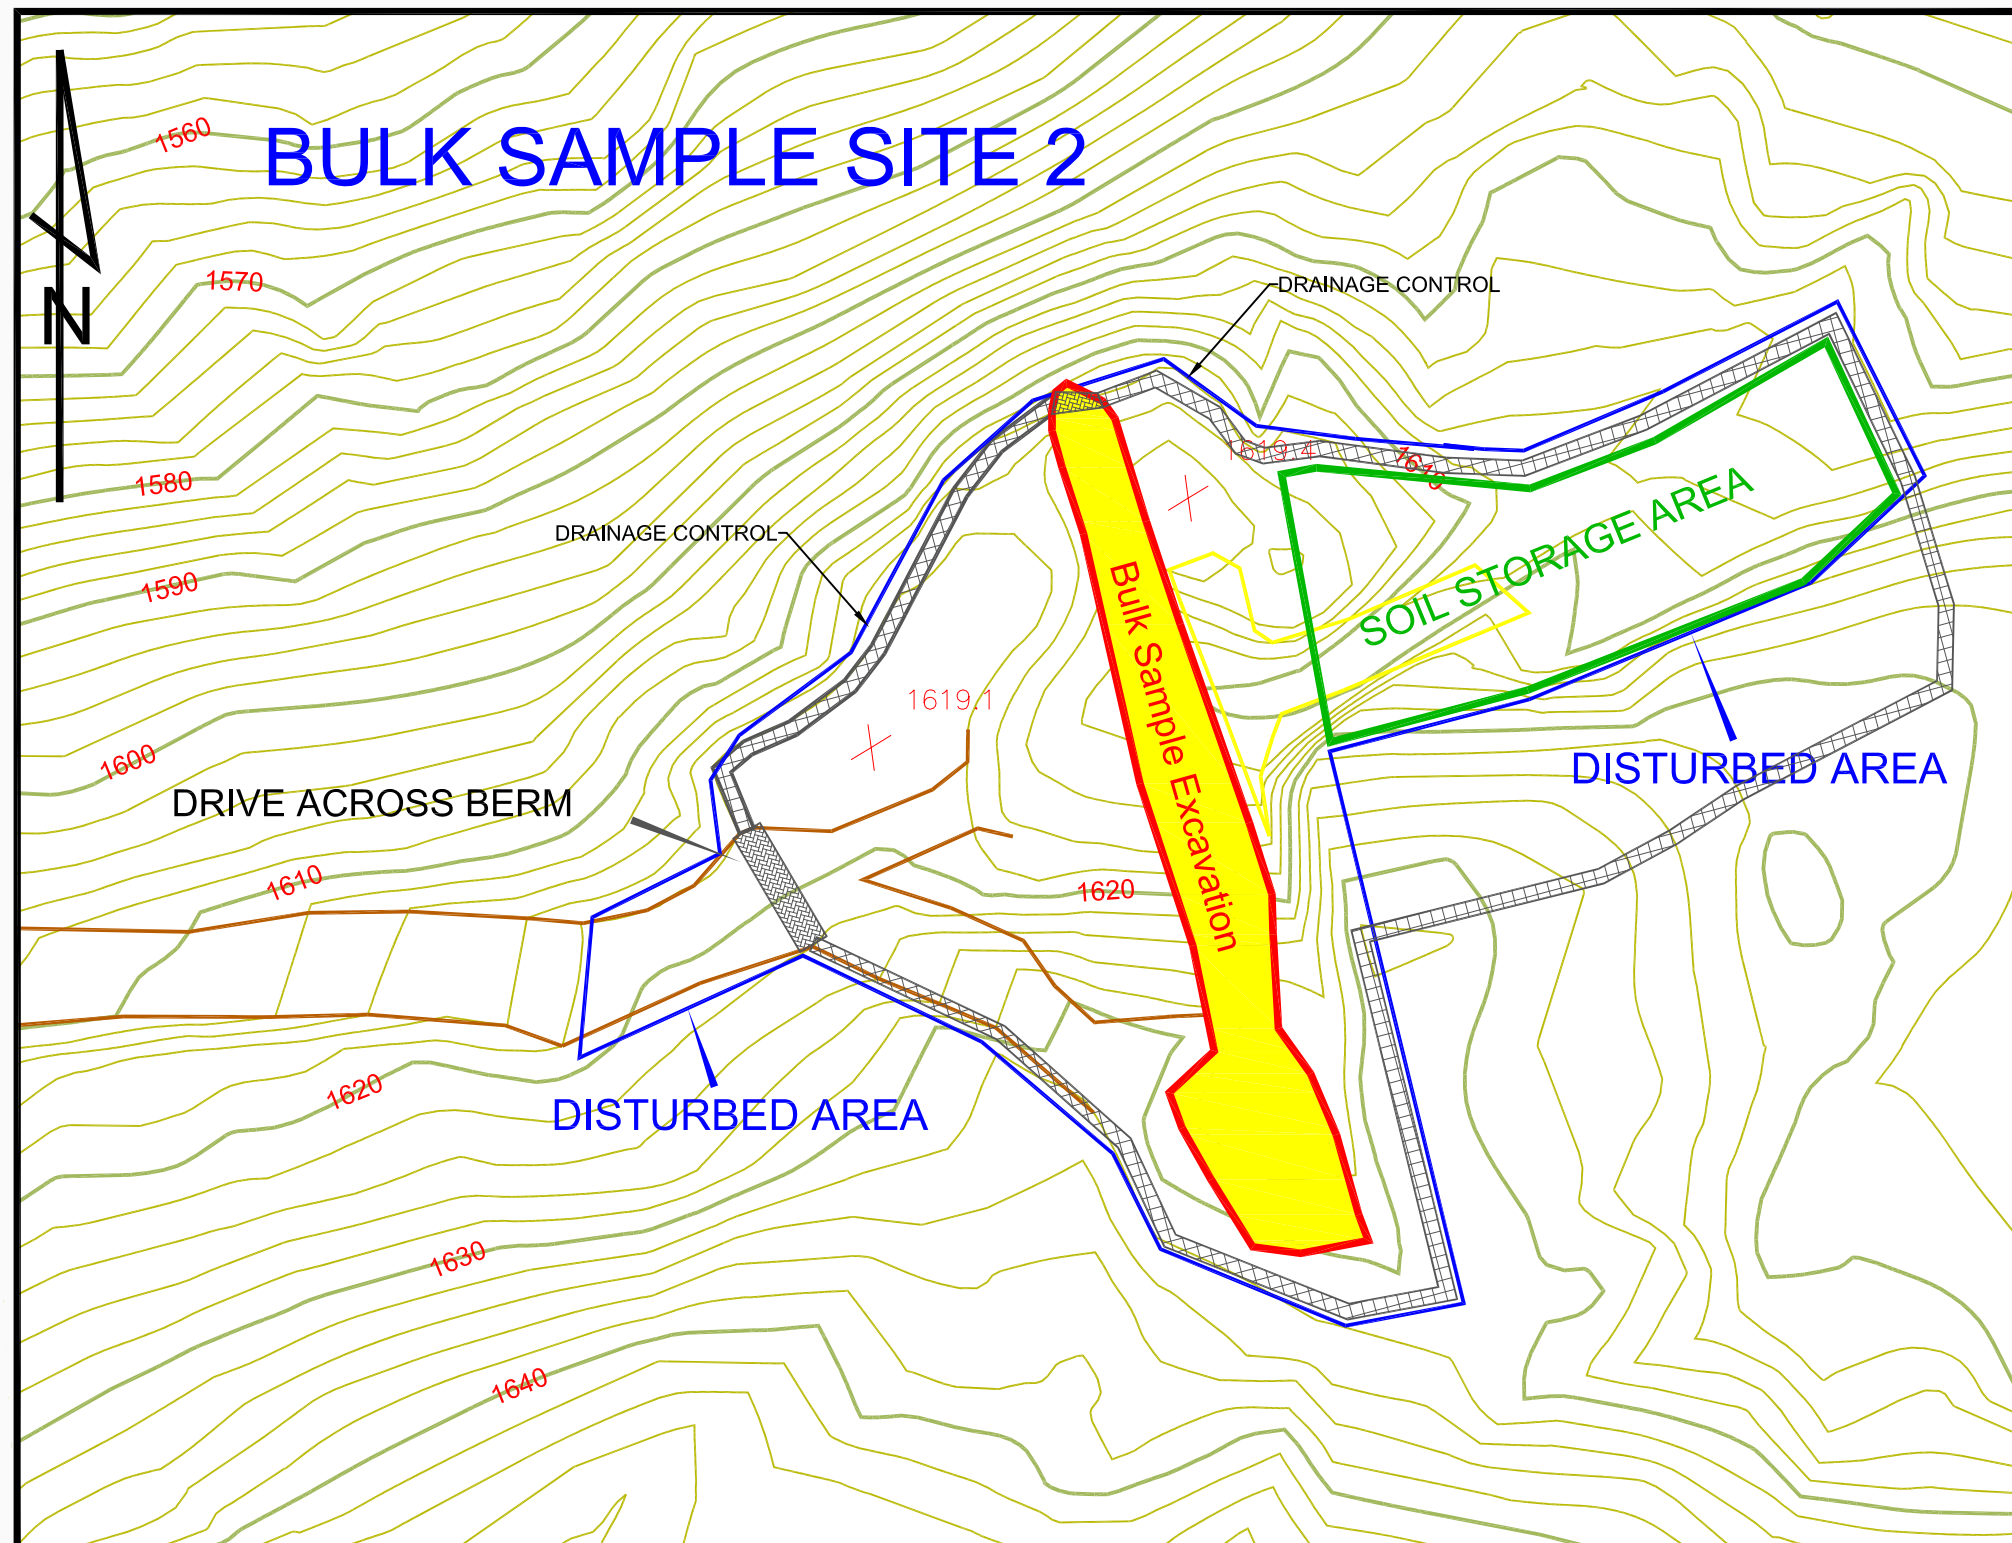 1560
BULK SAMPLE SITE 2
1570
DRAINAGE CONTROL
N
1619.4
1610
1580
SOIL STORAGE AREA
DRAINAGE CONTROL
1590
Bulk Sample Excavation
1619.1
1600
DISTURBED AREA
DRIVE ACROSS BERM
1610
1620
1620
DISTURBED AREA
1630
1640